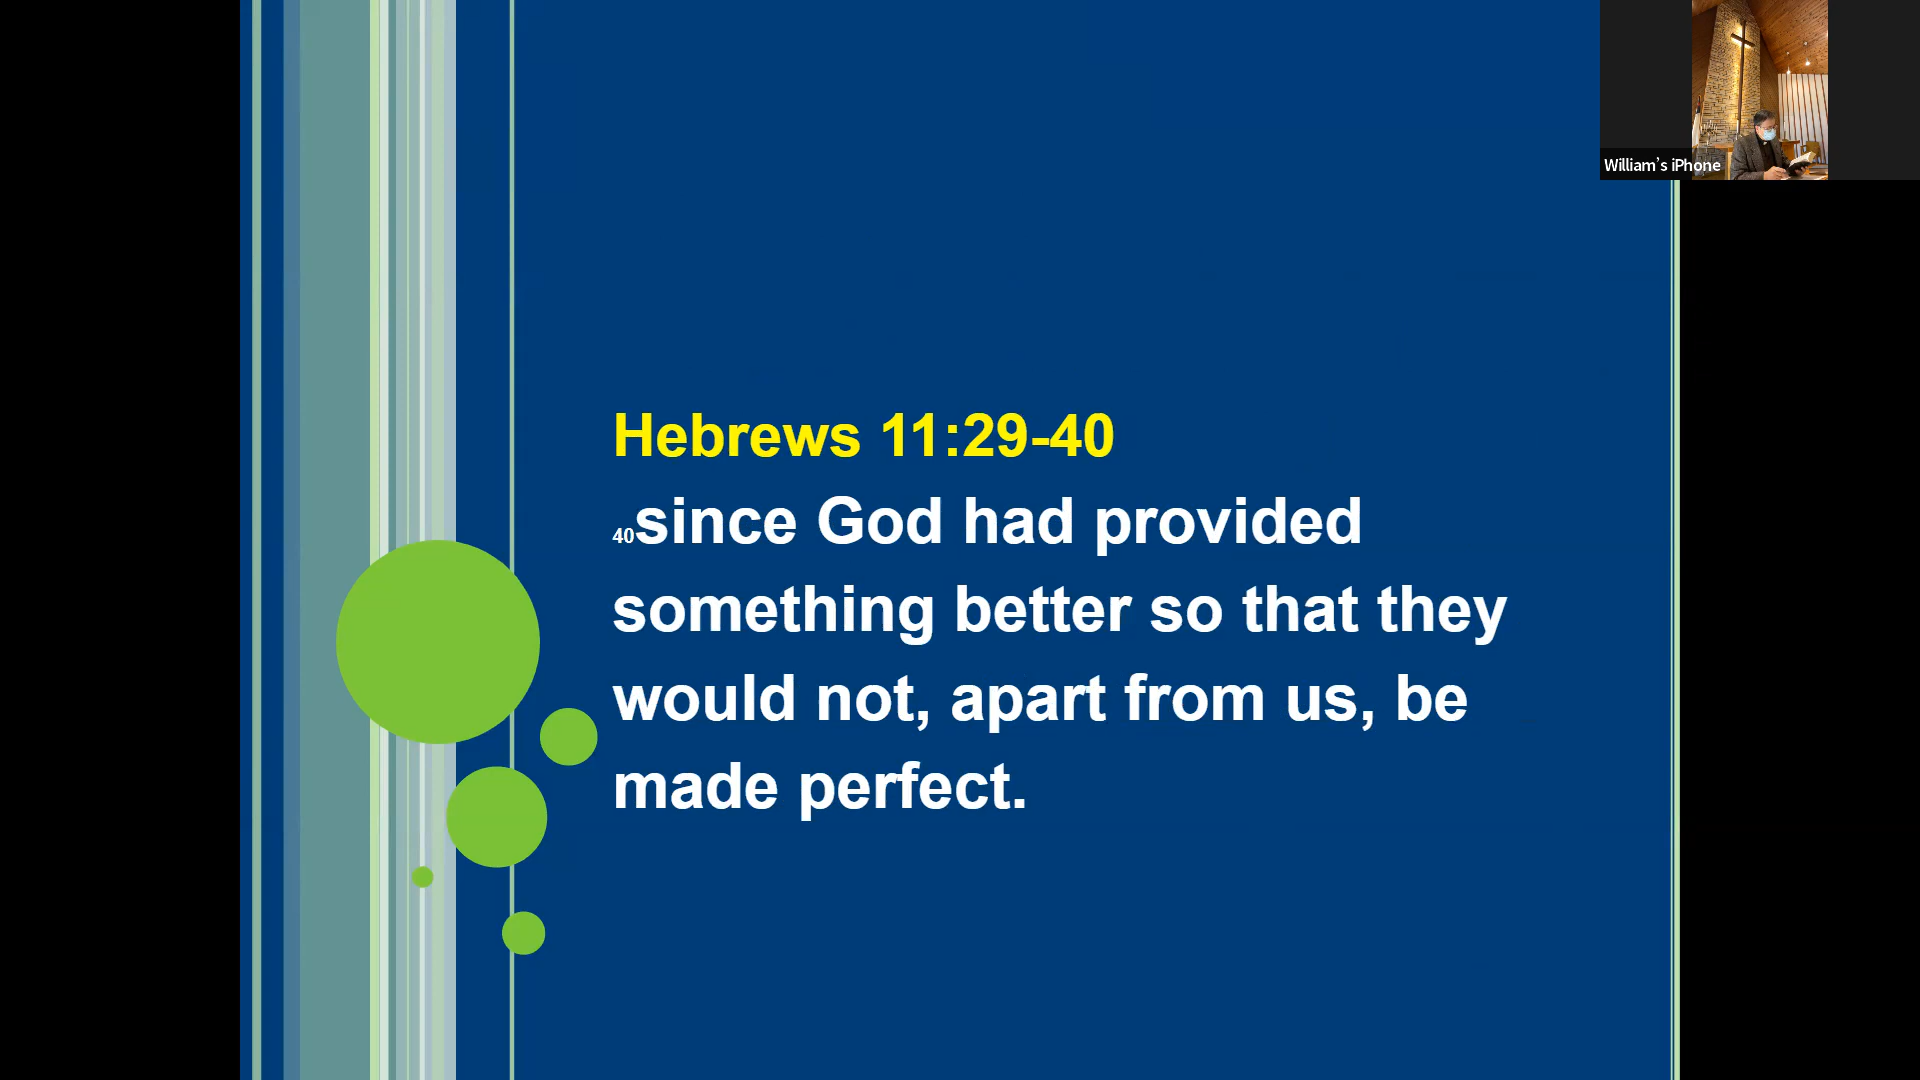 William's iPhone
Hebrews 11:29-40
40since God had provided
something better so that they
would not, apart from us, be
made perfect.